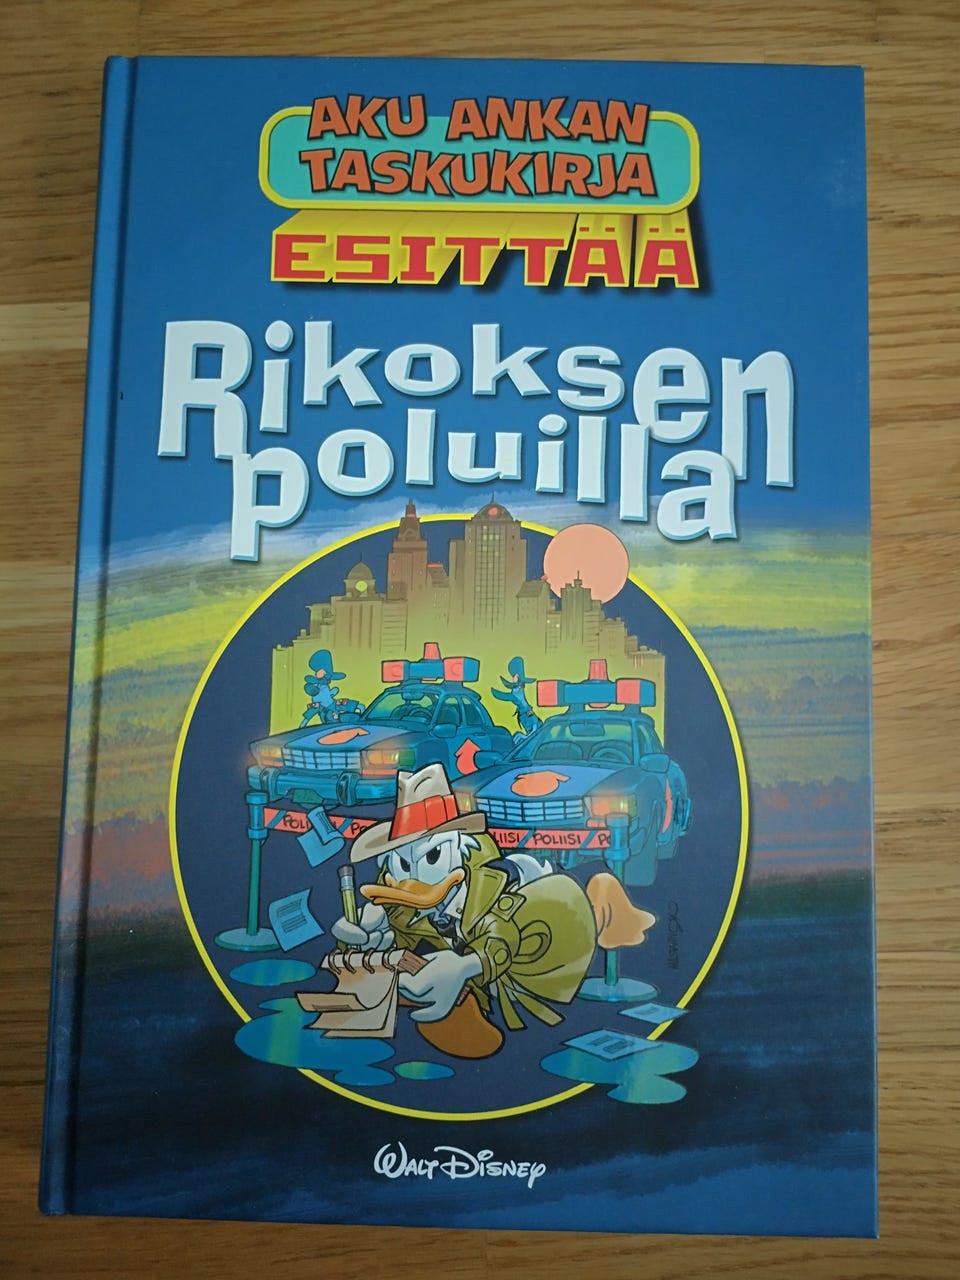 AKU ANKAN
TASKUKIRJA
ESITTÄÄ
Rikoksen
poluilla
POLIISI
POLIISI
WALT DISNEY